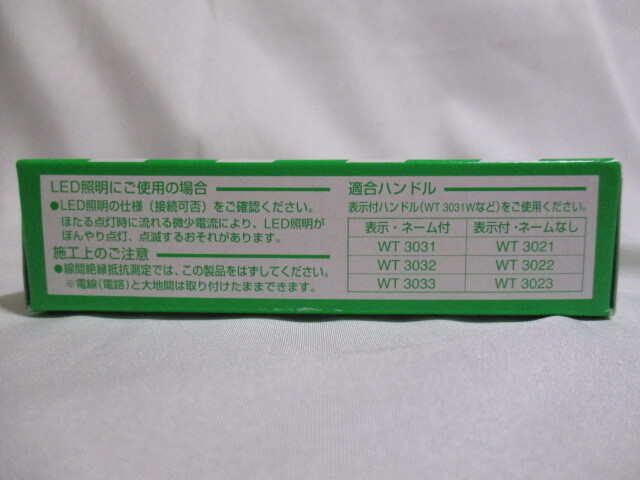 LED照明にご使用の場合
●LED照明の仕様(接続可否)をご確認ください。
ほたる点灯時に流れる微少電流により、LED照明が
ぼんやり点灯、点滅するおそれがあります。
施工上のご注意
●線間絶縁抵抗測定では、この製品をはずしてください。
※電線(電路)と大地間は取り付けたままできます。
適合ハンドル
表示付ハンドル(WT 3031Wなど)をご使用ください。
表示・ネーム付 表示付・ネームなし
WT 3031 WT 3021
WT 3032 WT 3022
WT 3033 WT 3023